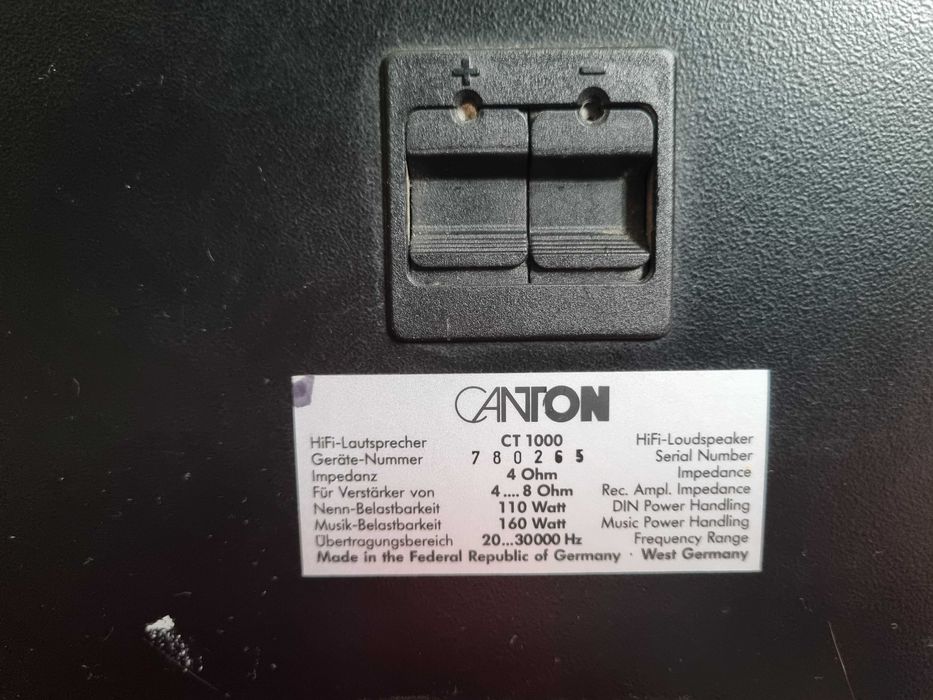 + −
CANTON
HiFi-Lautsprecher CT 1000 HiFi-Loudspeaker
Geräte-Nummer 780265 Serial Number
Impedanz 4 Ohm Impedance
Für Verstärker von 4....8 Ohm Rec. Ampl. Impedance
Nenn-Belastbarkeit 110 Watt DIN Power Handling
Musik-Belastbarkeit 160 Watt Music Power Handling
Übertragungsbereich 20...30000 Hz Frequency Range
Made in the Federal Republic of Germany · West Germany